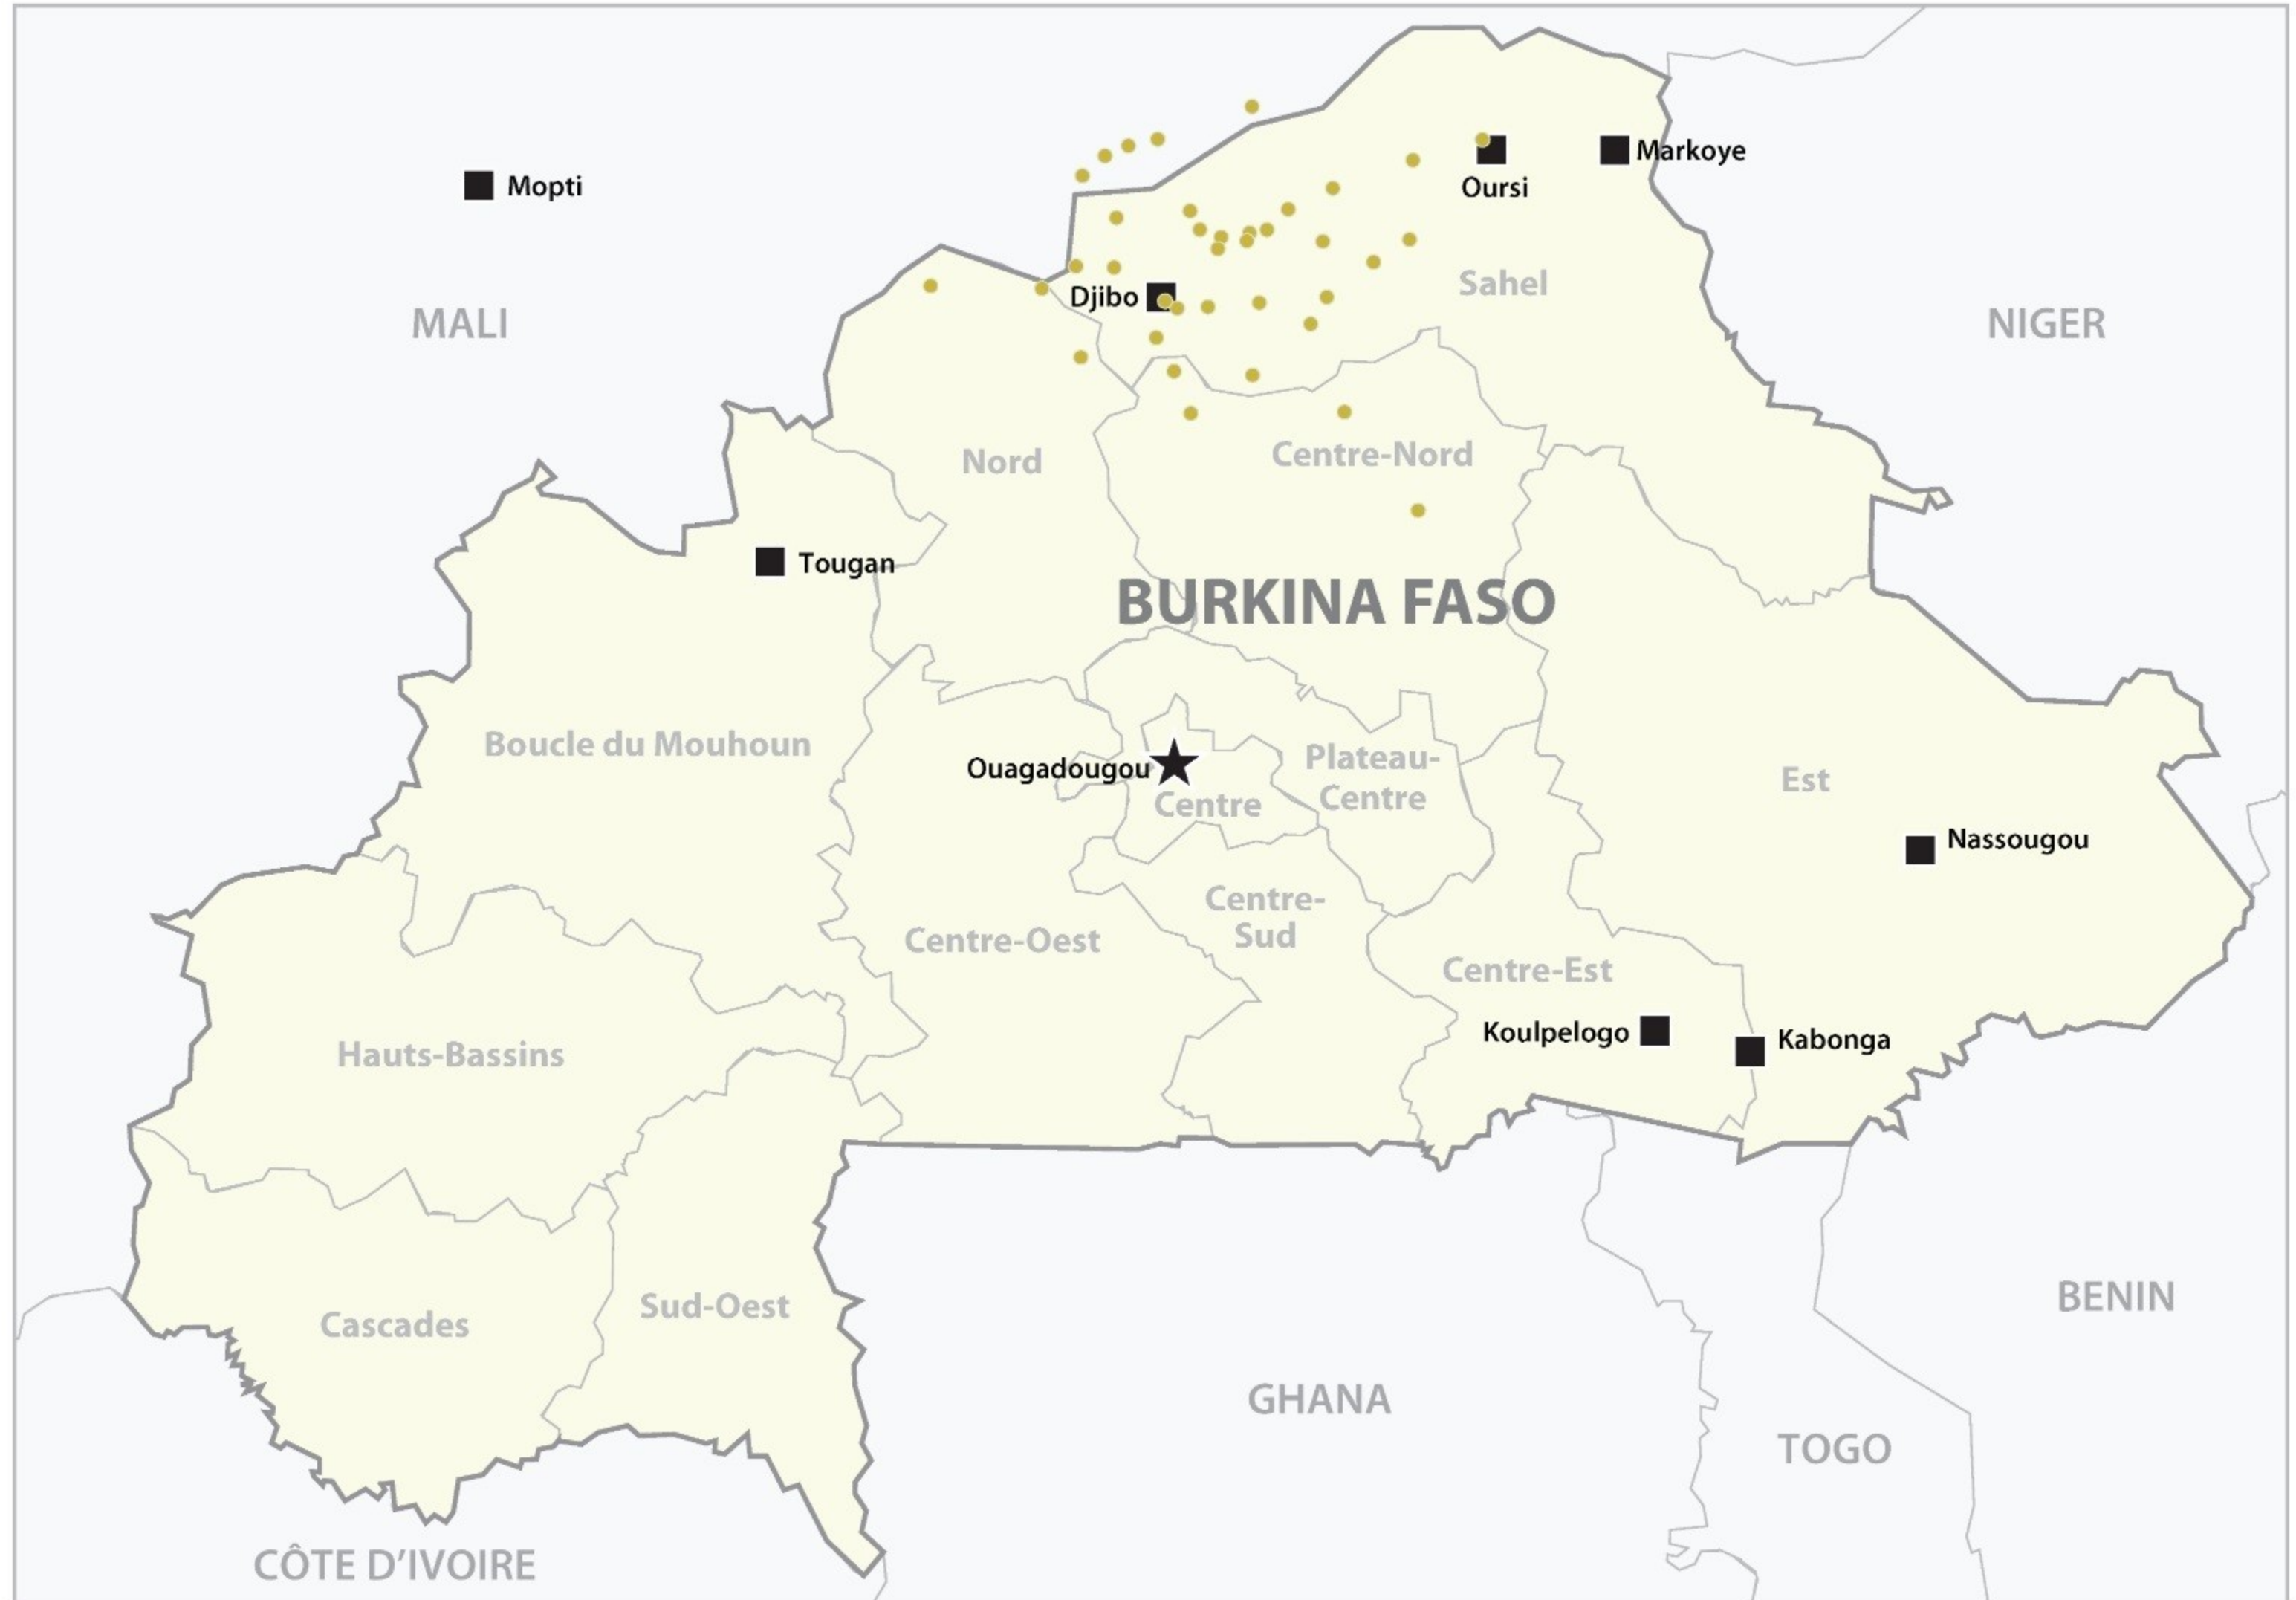 Markoye
Mopti
Oursi
Sahel
Djibo
MALI
NIGER
Nord
Centre-Nord
Tougan
BURKINA FASO
Boucle du Mouhoun
Ouagadougou
Plateau-
Centre
Centre
Est
Nassougou
Centre-
Sud
Centre-Oest
Centre-Est
Koulpelogo
Kabonga
Hauts-Bassins
Sud-Oest
Cascades
BENIN
GHANA
TOGO
CÔTE D’IVOIRE